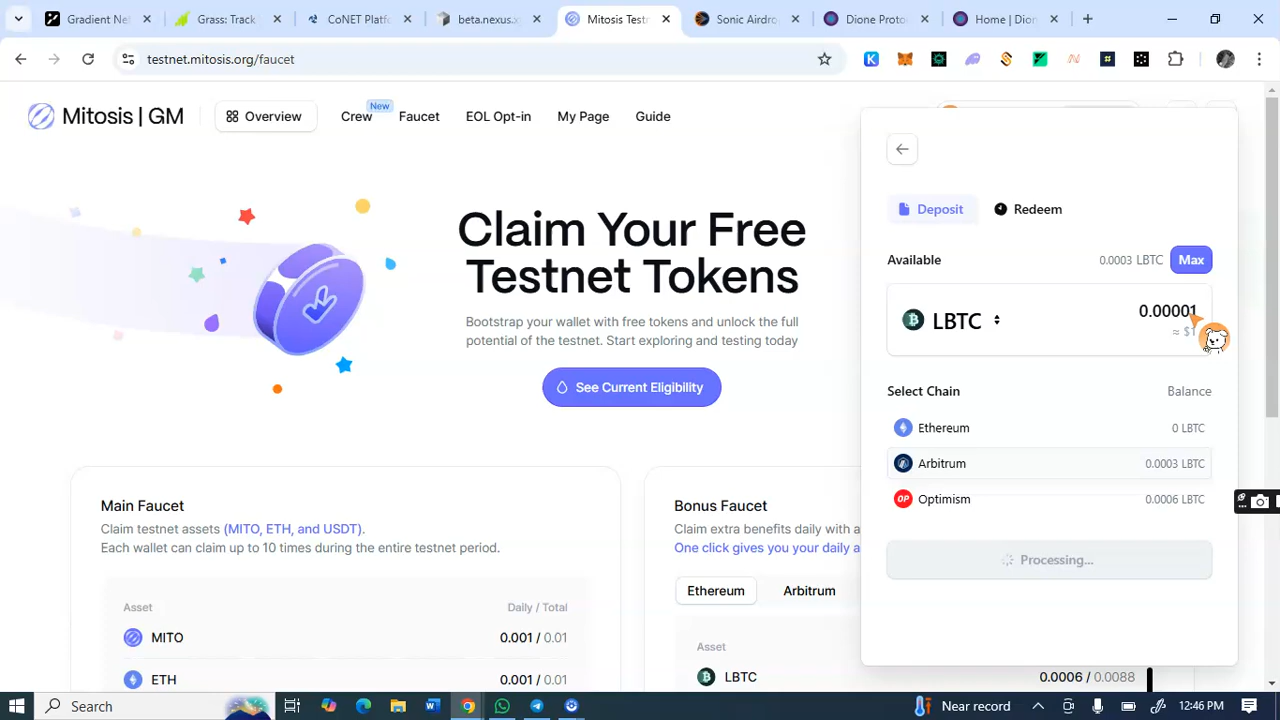 Gradient Ne
Grass: Track
CoNET Platf
beta.nexus.x
Mitosis Testn
Sonic Airdro
Dione Proto
Home | Dion
testnet.mitosis.org/faucet
Mitosis | GM
Overview
Crew
New
Faucet
EOL Opt-in
My Page
Guide
Claim Your Free
Testnet Tokens
Bootstrap your wallet with free tokens and unlock the full
potential of the testnet. Start exploring and testing today
See Current Eligibility
Main Faucet
Claim testnet assets (MITO, ETH, and USDT).
Each wallet can claim up to 10 times during the entire testnet period.
Asset
Daily / Total
MITO
0.001 / 0.01
ETH
0.001 / 0.01
Bonus Faucet
Claim extra benefits daily with a
One click gives you your daily a
Ethereum
Arbitrum
Asset
LBTC
0.0006 / 0.0088
Deposit
Redeem
Available
0.0003 LBTC
Max
LBTC
0.00001
≈ $1
Select Chain
Balance
Ethereum
0 LBTC
Arbitrum
0.0003 LBTC
OP
Optimism
0.0006 LBTC
Processing...
Search
Near record
12:46 PM